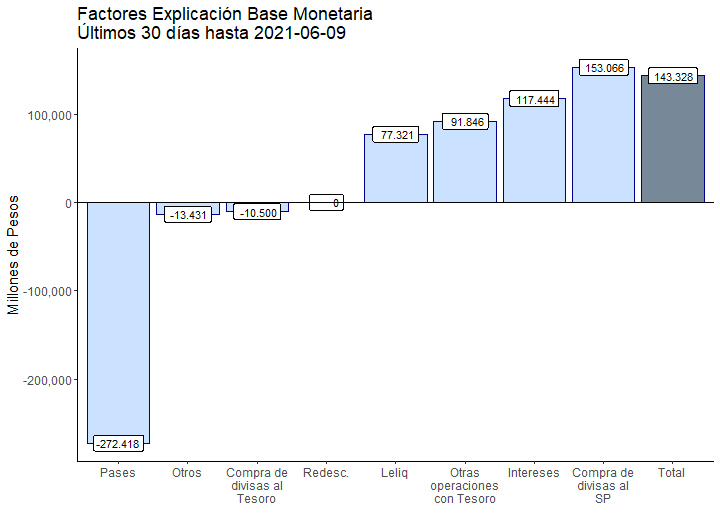 Factores Explicación Base Monetaria
Últimos 30 días hasta 2021-06-09
Millones de Pesos
100,000
0
-100,000
-200,000
-272.418
-13.431
-10.500
0
77.321
91.846
117.444
153.066
143.328
Pases
Otros
Compra de
divisas al
Tesoro
Redesc.
Leliq
Otras
operaciones
con Tesoro
Intereses
Compra de
divisas al
SP
Total